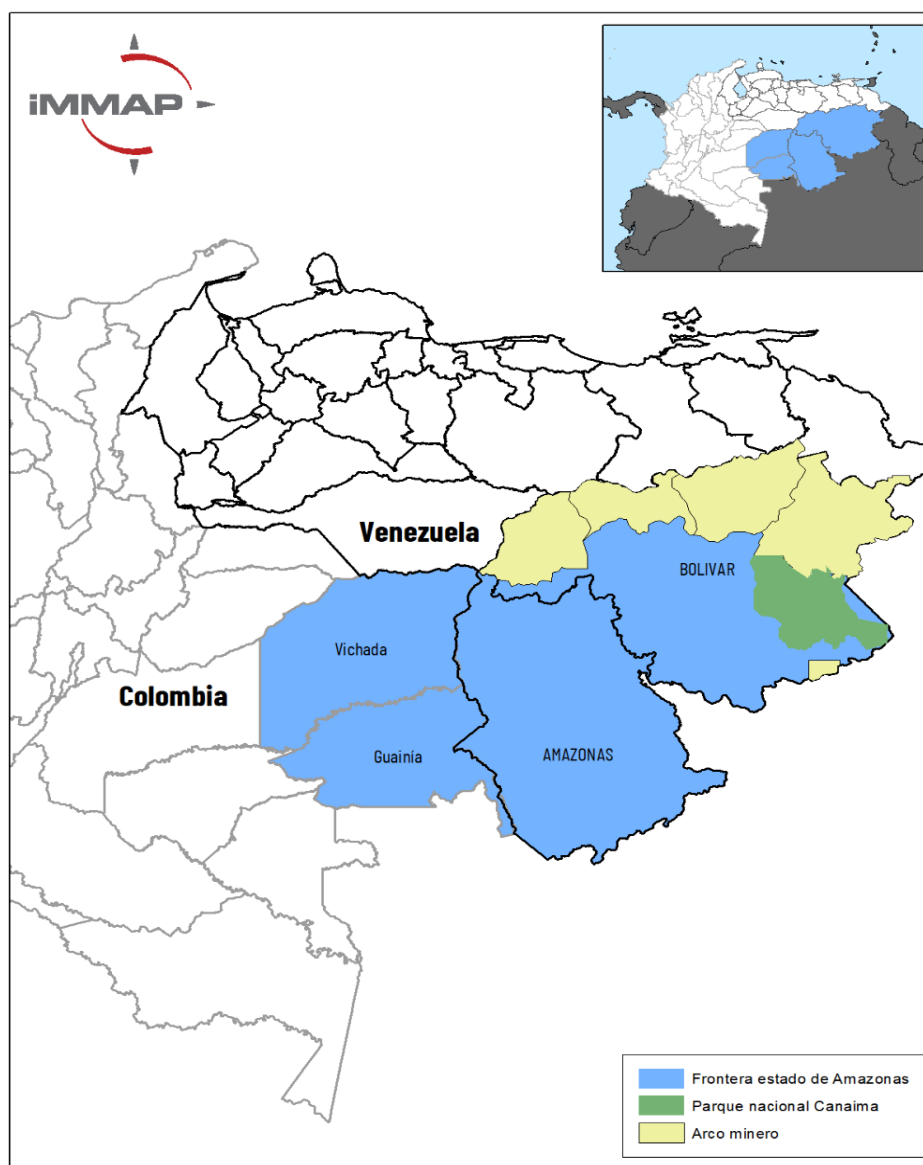 iMMAP
Venezuela
BOLIVAR
Vichada
Colombia
Guainía
AMAZONAS
Frontera estado de Amazonas
Parque nacional Canaima
Arco minero